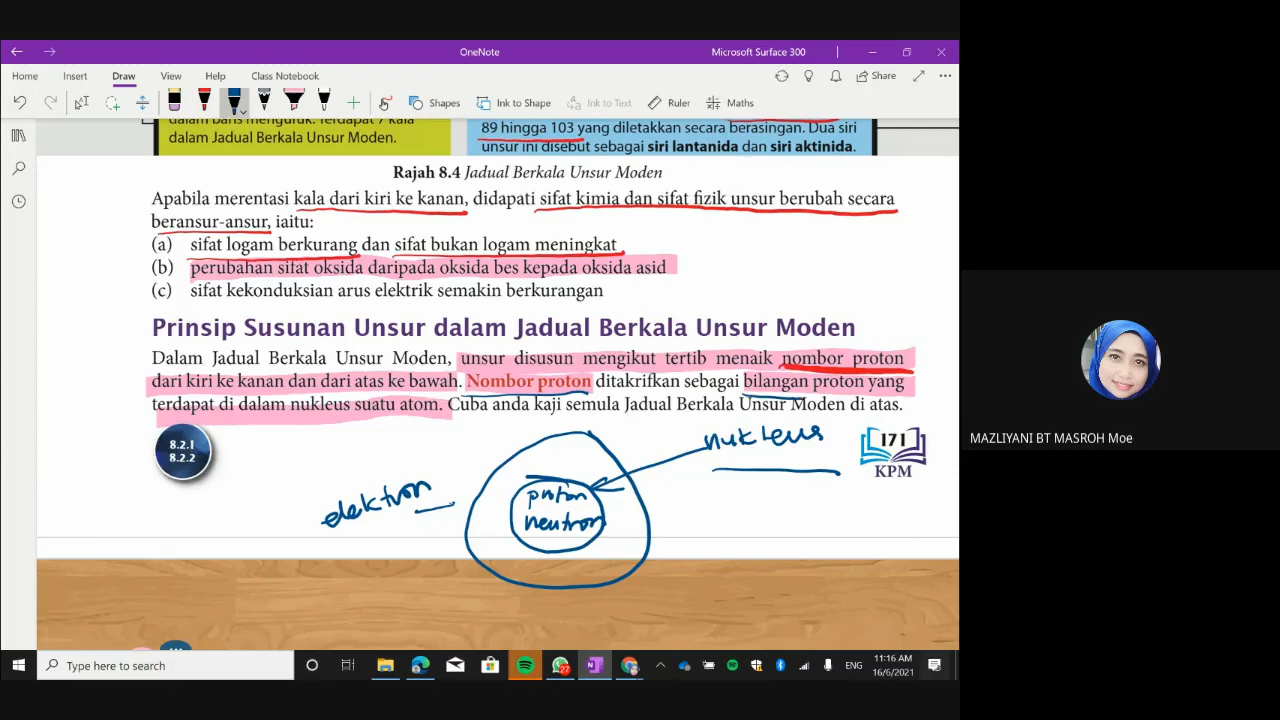 OneNote
Microsoft Surface 300
Home Insert Draw View Help Class Notebook
Share
Shapes Ink to Shape Ink to Text Ruler Maths
dalam Jadual Berkala Unsur Moden.
89 hingga 103 yang diletakkan secara berasingan. Dua siri
unsur ini disebut sebagai siri lantanida dan siri aktinida.
Rajah 8.4 Jadual Berkala Unsur Moden
Apabila merentasi kala dari kiri ke kanan, didapati sifat kimia dan sifat fizik unsur berubah secara
beransur-ansur, iaitu:
(a) sifat logam berkurang dan sifat bukan logam meningkat
(b) perubahan sifat oksida daripada oksida bes kepada oksida asid
(c) sifat kekonduksian arus elektrik semakin berkurangan
Prinsip Susunan Unsur dalam Jadual Berkala Unsur Moden
Dalam Jadual Berkala Unsur Moden, unsur disusun mengikut tertib menaik nombor proton
dari kiri ke kanan dan dari atas ke bawah. Nombor proton ditakrifkan sebagai bilangan proton yang
terdapat di dalam nukleus suatu atom. Cuba anda kaji semula Jadual Berkala Unsur Moden di atas.
8.2.1
8.2.2
nukleus
171
KPM
elektron
proton
neutron
MAZLIYANI BT MASROH Moe
Type here to search
27
ENG
11:16 AM
16/6/2021